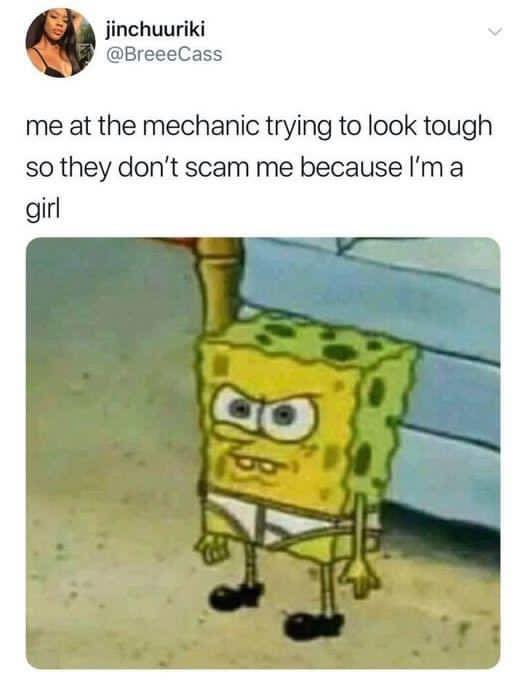 jinchuuriki
@BreeeCass
me at the mechanic trying to look tough
so they don’t scam me because I’m a
girl